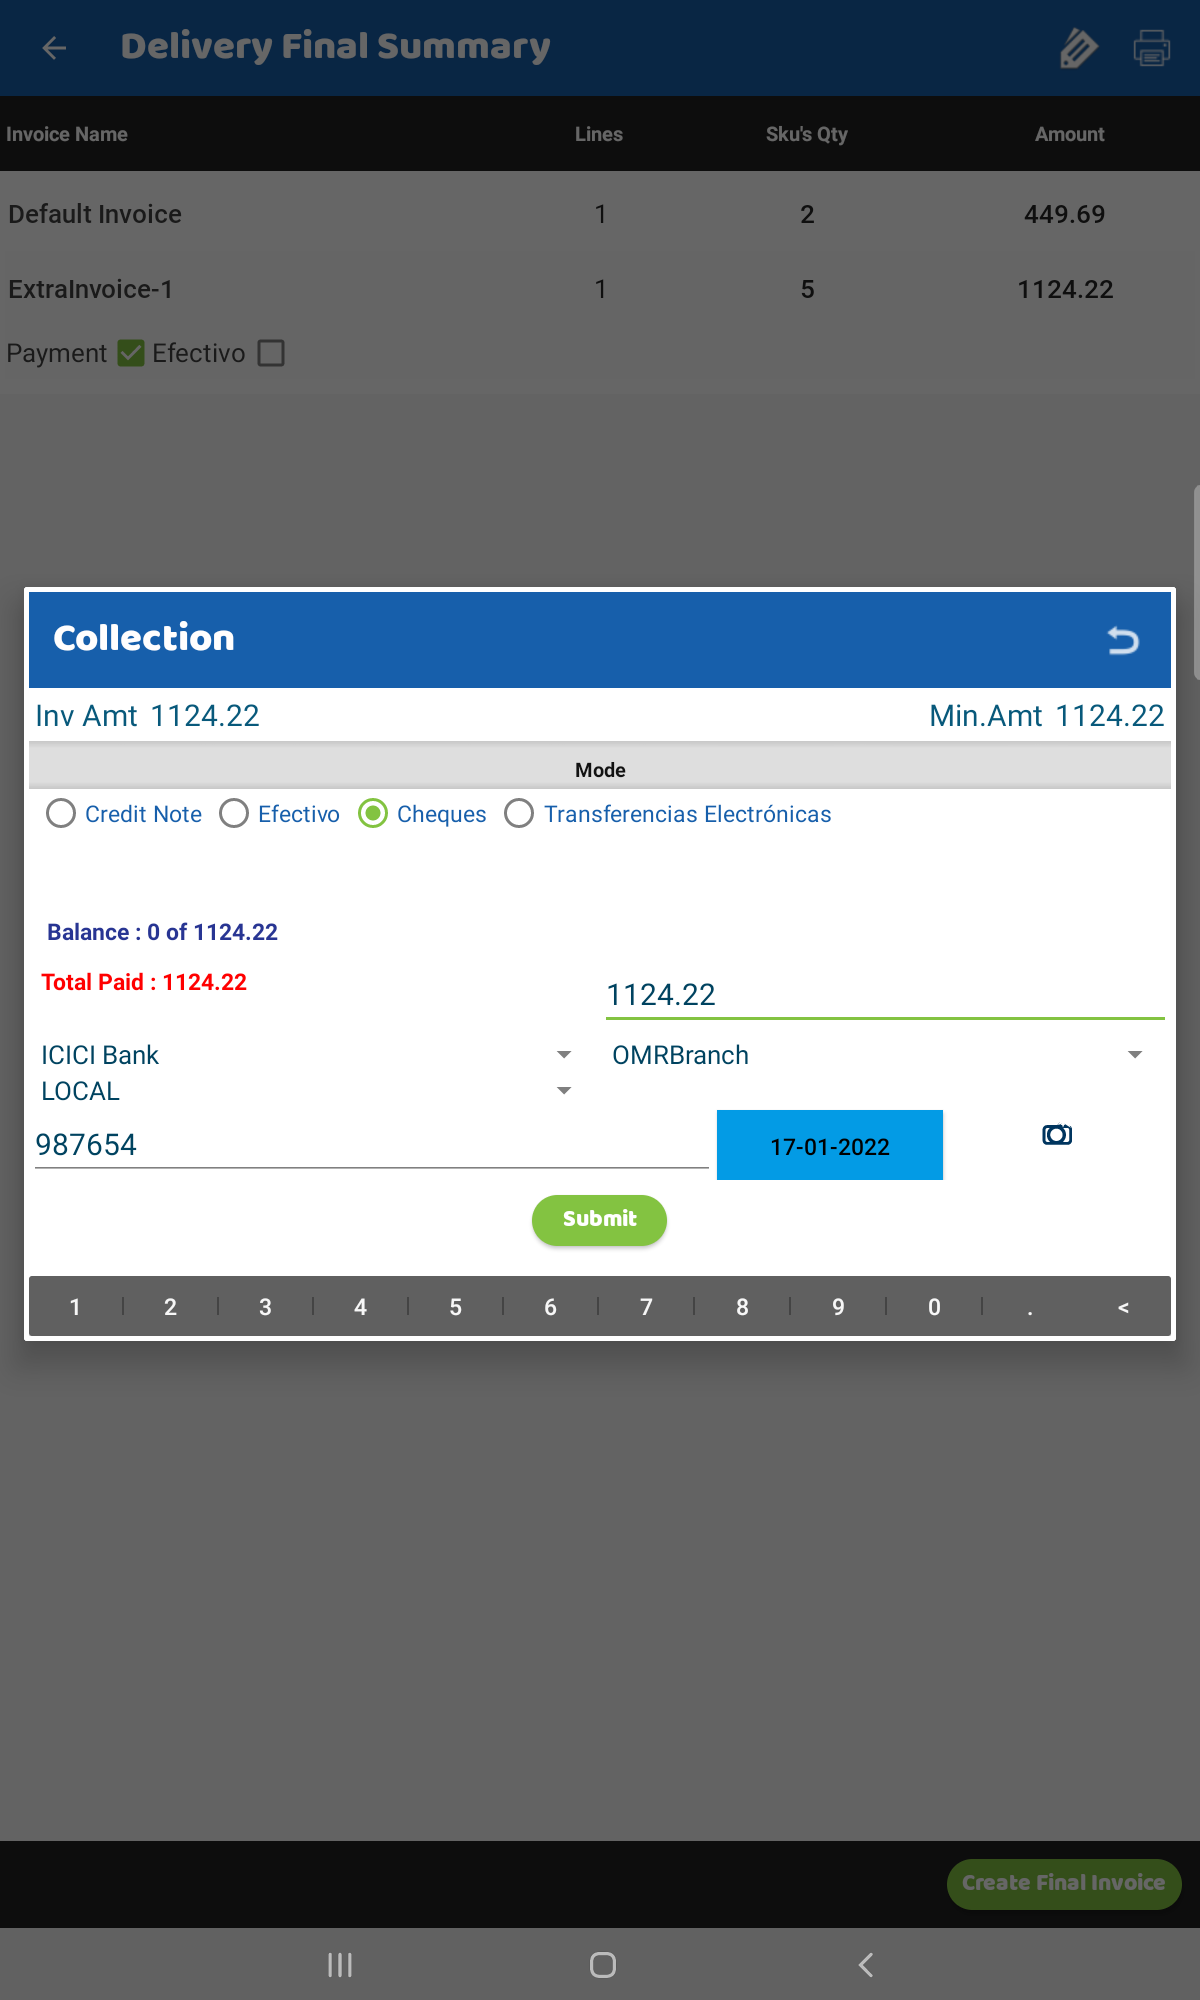 Delivery Final Summary
Invoice Name Lines Sku's Qty Amount
Default Invoice 1 2 449.69
ExtraInvoice-1 1 5 1124.22
Payment Efectivo
Collection
Inv Amt 1124.22 Min.Amt 1124.22
Mode
Credit Note Efectivo Cheques Transferencias Electrónicas
Balance : 0 of 1124.22
Total Paid : 1124.22
1124.22
ICICI Bank OMRBranch
LOCAL
987654 17-01-2022
Submit
1 2 3 4 5 6 7 8 9 0 . <
Create Final Invoice